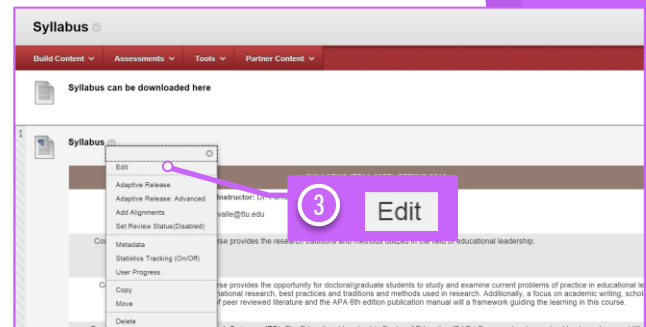 Syllabus
Build Content Assessments Tools Partner Content
Syllabus can be downloaded here
Syllabus
Edit
Adaptive Release
Adaptive Release: Advanced
Add Alignments
Set Review Status(Disabled)
Metadata
Statistics Tracking (On/Off)
User Progress
Copy
Move
Delete
3 Edit
nstructor:
valle@ttu.edu
rse provides the research traditions and methods utilized in the field of educational leadership.
rse provides the opportunity for doctoral/graduate students to study and examine current problems of practice in educational le
national research, best practices and traditions and methods used in research. Additionally, a focus on academic writing, schol
of peer reviewed literature and the APA 6th edition publication manual will a framework guiding the learning in this course.